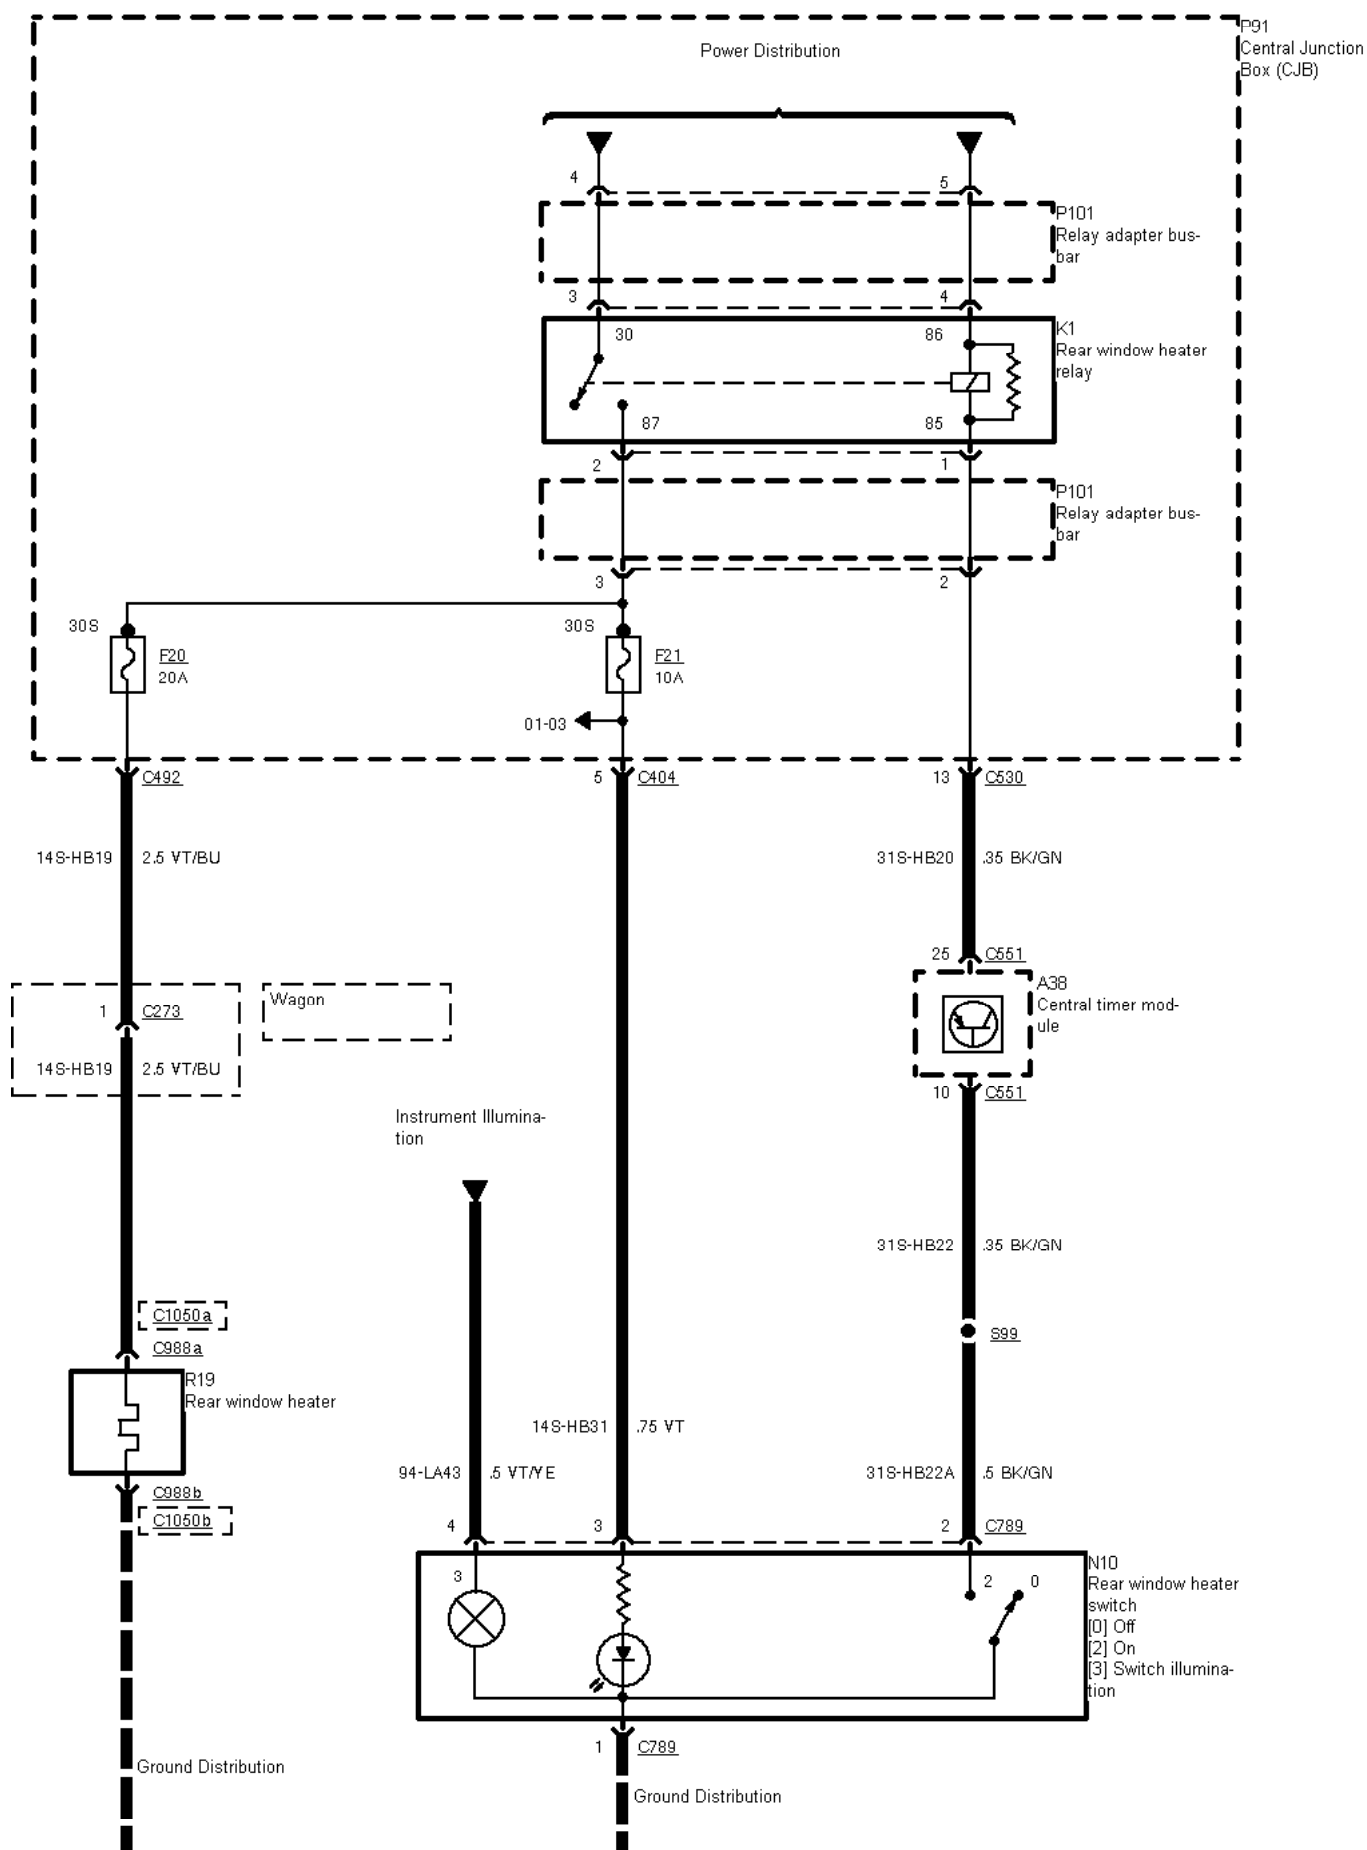 Power Distribution
P91
Central Junction
Box (CJB)
4
5
P101
Relay adapter bus-
bar
3
4
30
86
K1
Rear window heater
relay
87
85
2
1
P101
Relay adapter bus-
bar
3
2
30S
30S
F20
20A
F21
10A
01-03
C492
5
C404
13
C530
14S-HB19
2.5 VT/BU
31S-HB20
.35 BK/GN
25
C551
A38
Central timer mod-
ule
Wagon
1
C273
14S-HB19
2.5 VT/BU
10
C551
Instrument Illumina-
tion
31S-HB22
.35 BK/GN
C1050a
S99
C988a
R19
Rear window heater
14S-HB31
.75 VT
94-LA43
.5 VT/YE
31S-HB22A
.5 BK/GN
C988b
C1050b
4
3
2
C789
3
2
0
N10
Rear window heater
switch
[0] Off
[2] On
[3] Switch illumina-
tion
1
C789
Ground Distribution
Ground Distribution